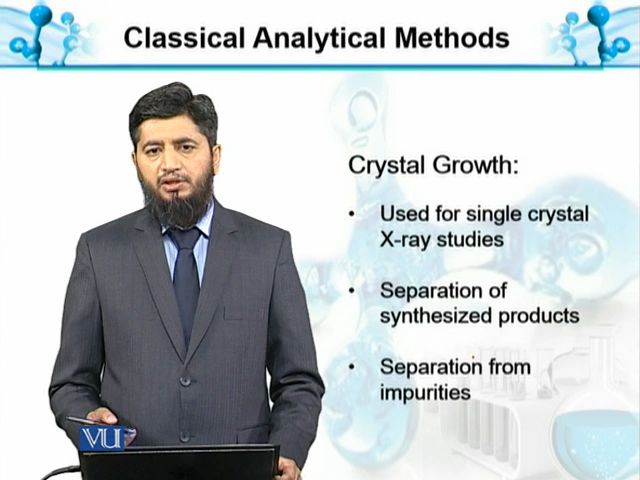 Classical Analytical Methods
Crystal Growth:
• Used for single crystal
X-ray studies
• Separation of
synthesized products
• Separation from
impurities
VU